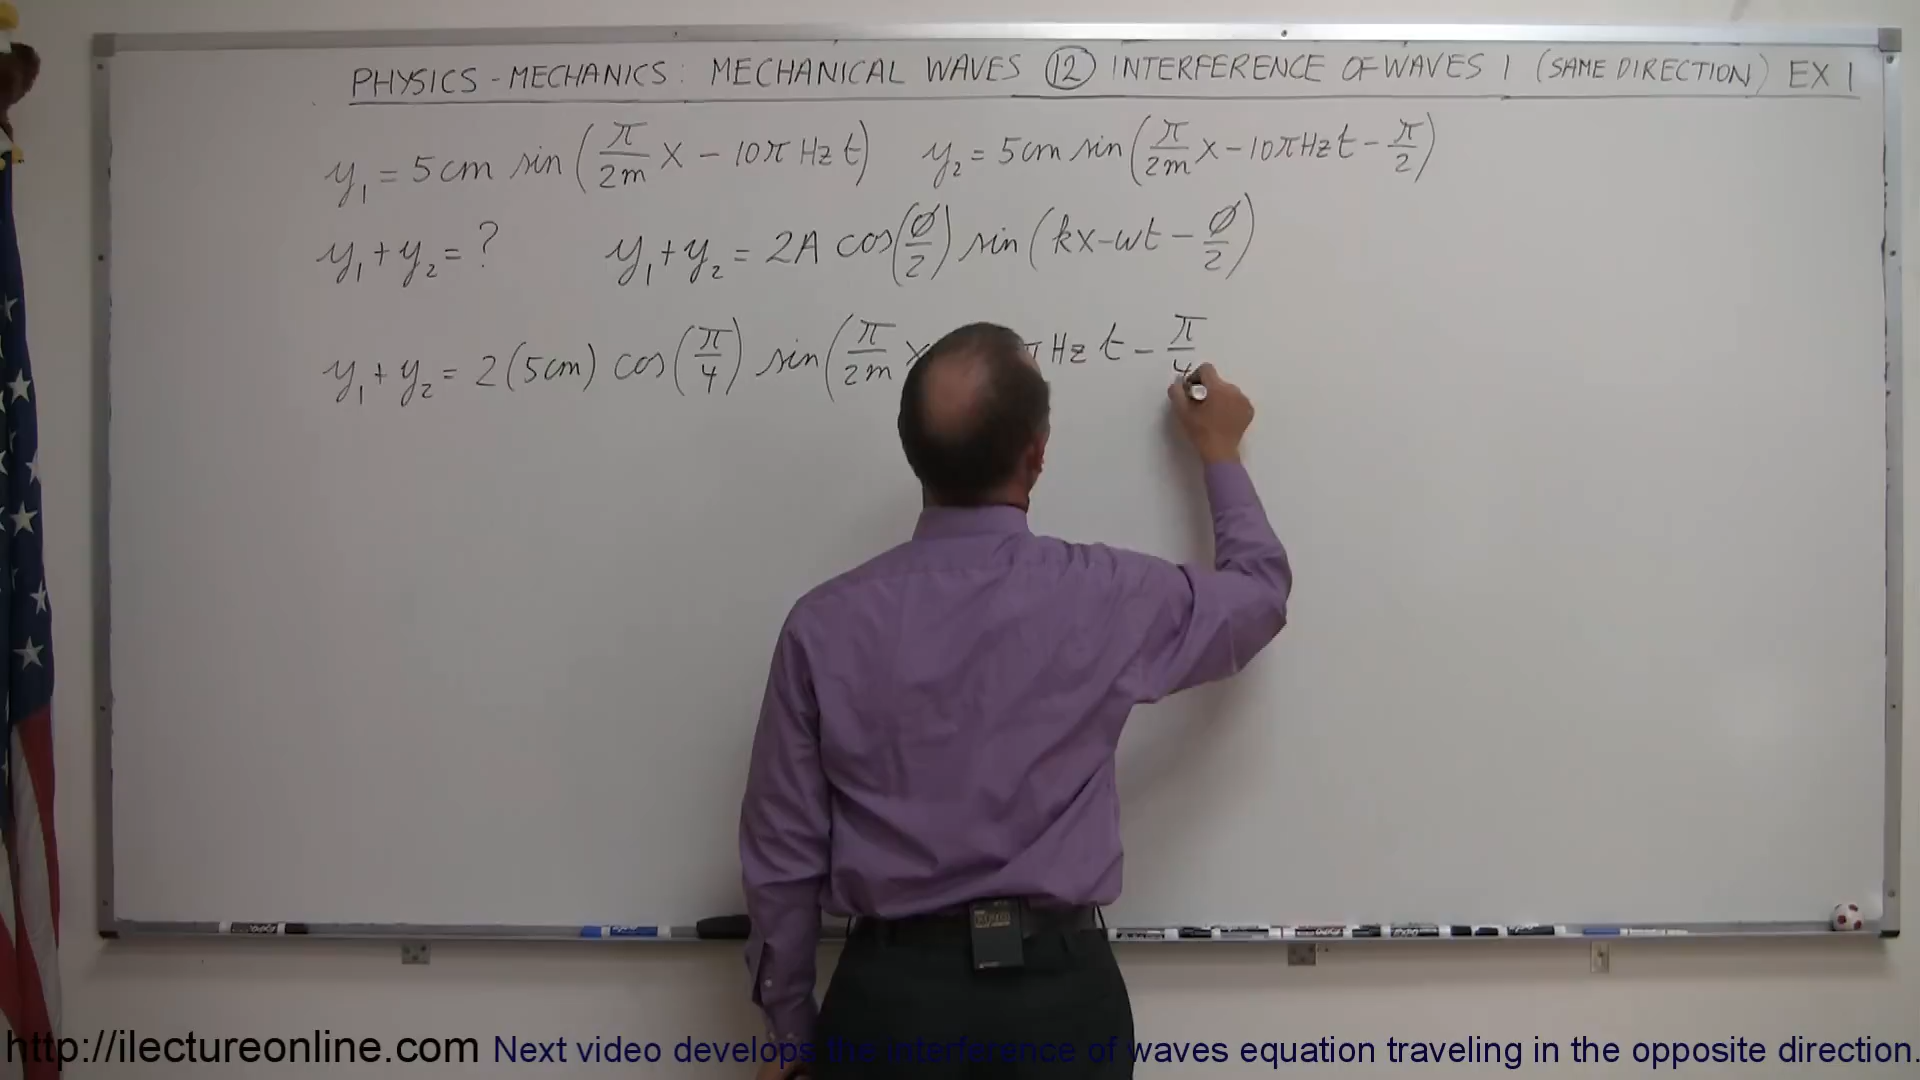 PHYSICS - MECHANICS: MECHANICAL WAVES ⑫ INTERFERENCE OF WAVES 1 (SAME DIRECTION) EX 1
y₁ = 5cm sin(π/2m x - 10π Hz t) y₂ = 5cm sin(π/2m x - 10π Hz t - π/2)
y₁ + y₂ = ? y₁ + y₂ = 2A cos(ø/2) sin(kx - wt - ø/2)
y₁ + y₂ = 2(5cm) cos(π/4) sin(π/2m x π Hz t - π/4
http://ilectureonline.com Next video develops the interference of waves equation traveling in the opposite direction.